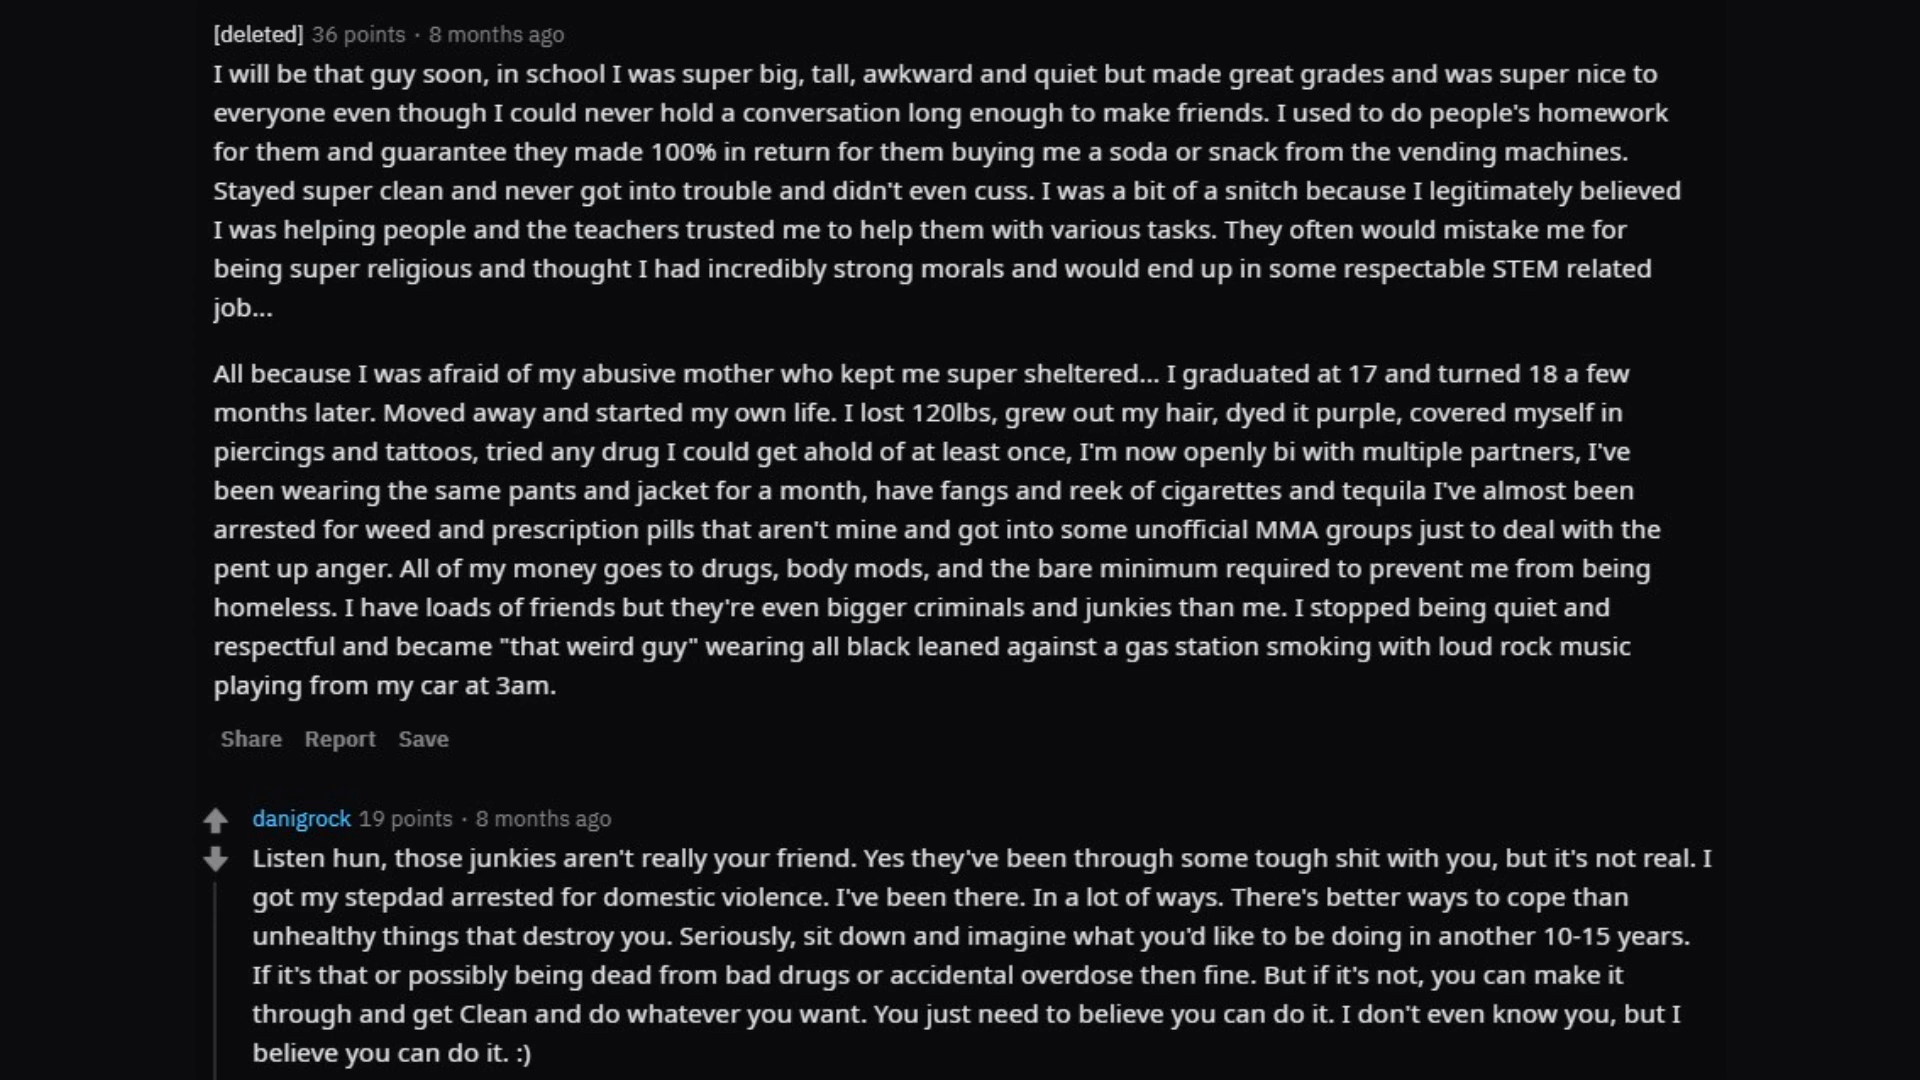 [deleted] 36 points · 8 months ago
I will be that guy soon, in school I was super big, tall, awkward and quiet but made great grades and was super nice to
everyone even though I could never hold a conversation long enough to make friends. I used to do people's homework
for them and guarantee they made 100% in return for them buying me a soda or snack from the vending machines.
Stayed super clean and never got into trouble and didn't even cuss. I was a bit of a snitch because I legitimately believed
I was helping people and the teachers trusted me to help them with various tasks. They often would mistake me for
being super religious and thought I had incredibly strong morals and would end up in some respectable STEM related
job...
All because I was afraid of my abusive mother who kept me super sheltered... I graduated at 17 and turned 18 a few
months later. Moved away and started my own life. I lost 120lbs, grew out my hair, dyed it purple, covered myself in
piercings and tattoos, tried any drug I could get ahold of at least once, I'm now openly bi with multiple partners, I've
been wearing the same pants and jacket for a month, have fangs and reek of cigarettes and tequila I've almost been
arrested for weed and prescription pills that aren't mine and got into some unofficial MMA groups just to deal with the
pent up anger. All of my money goes to drugs, body mods, and the bare minimum required to prevent me from being
homeless. I have loads of friends but they're even bigger criminals and junkies than me. I stopped being quiet and
respectful and became "that weird guy" wearing all black leaned against a gas station smoking with loud rock music
playing from my car at 3am.
Share Report Save
danigrock 19 points · 8 months ago
Listen hun, those junkies aren't really your friend. Yes they've been through some tough shit with you, but it's not real. I
got my stepdad arrested for domestic violence. I've been there. In a lot of ways. There's better ways to cope than
unhealthy things that destroy you. Seriously, sit down and imagine what you'd like to be doing in another 10-15 years.
If it's that or possibly being dead from bad drugs or accidental overdose then fine. But if it's not, you can make it
through and get Clean and do whatever you want. You just need to believe you can do it. I don't even know you, but I
believe you can do it. :)